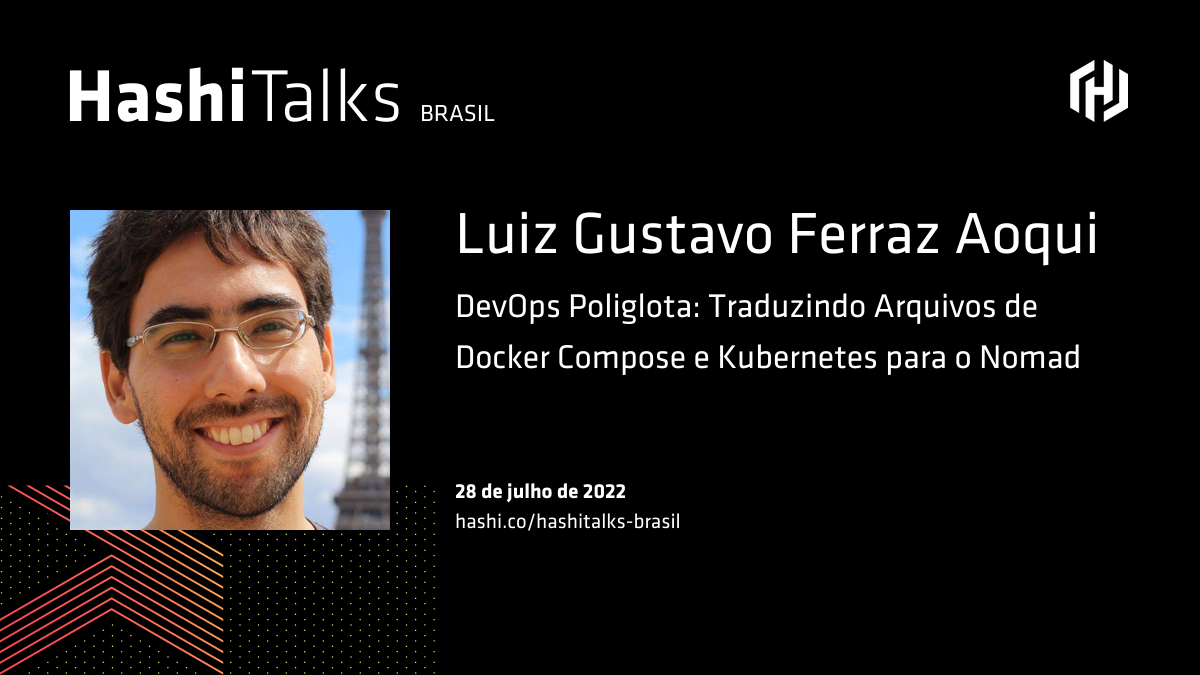 HashiTalks BRASIL
Luiz Gustavo Ferraz Aoqui
DevOps Poliglota: Traduzindo Arquivos de
Docker Compose e Kubernetes para o Nomad
28 de julho de 2022
hashi.co/hashitalks-brasil